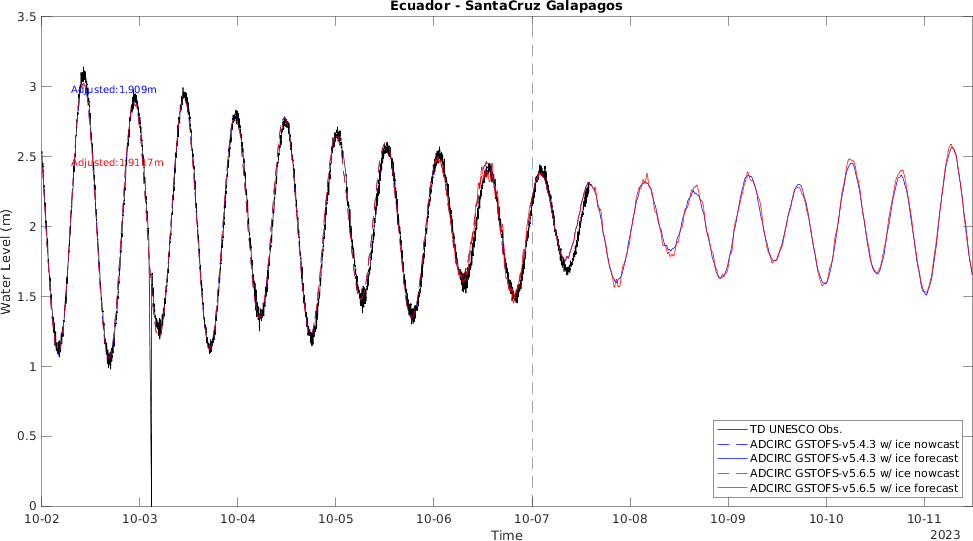 Ecuador - SantaCruz Galapagos
3.5
3
2.5
2
1.5
1
0.5
0
Water Level (m)
Adjusted:1.909m
Adjusted:1.9117m
TD UNESCO Obs.
ADCIRC GSTOFS-v5.4.3 w/ ice nowcast
ADCIRC GSTOFS-v5.4.3 w/ ice forecast
ADCIRC GSTOFS-v5.6.5 w/ ice nowcast
ADCIRC GSTOFS-v5.6.5 w/ ice forecast
10-02 10-03 10-04 10-05 10-06 10-07 10-08 10-09 10-10 10-11
Time
2023